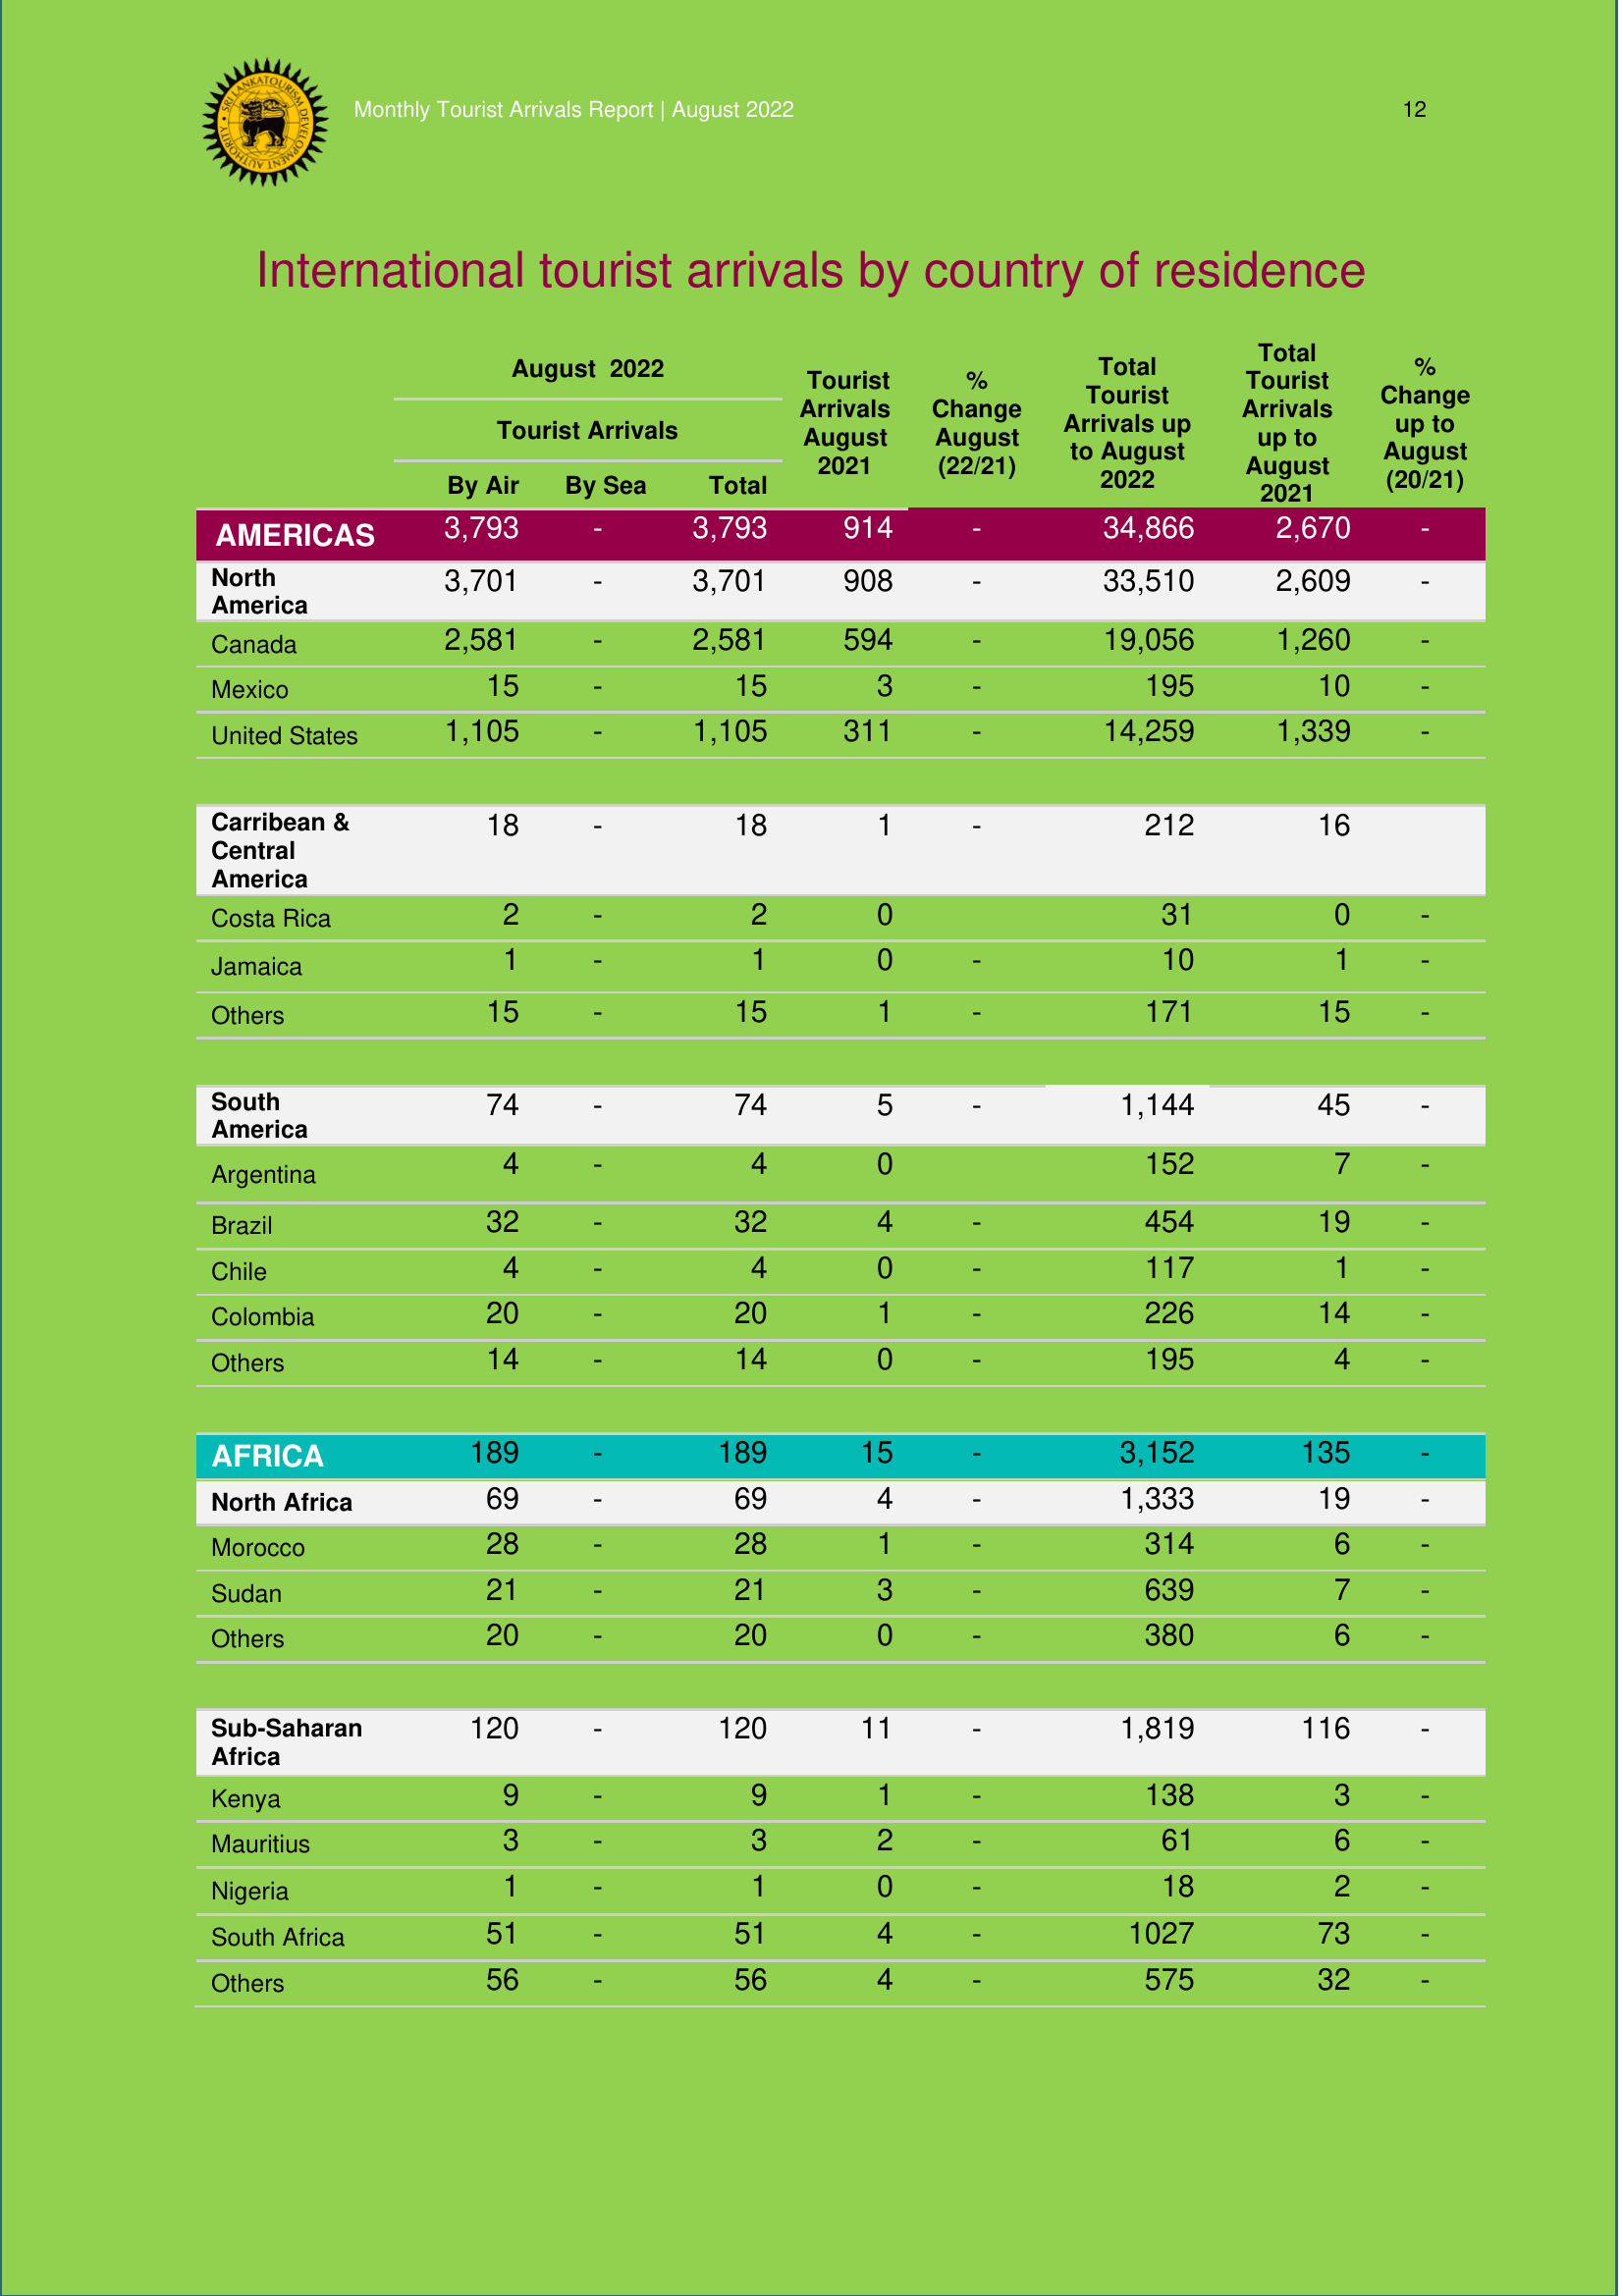 SRI LANKA TOURISM DEVELOPMENT AUTHORITY
Monthly Tourist Arrivals Report | August 2022 12
International tourist arrivals by country of residence
August 2022
Tourist Arrivals
By Air By Sea Total
Tourist Arrivals August 2021
% Change August (22/21)
Total Tourist Arrivals up to August 2022
Total Tourist Arrivals up to August 2021
% Change up to August (20/21)
AMERICAS 3,793 - 3,793 914 - 34,866 2,670 -
North America 3,701 - 3,701 908 - 33,510 2,609 -
Canada 2,581 - 2,581 594 - 19,056 1,260 -
Mexico 15 - 15 3 - 195 10 -
United States 1,105 - 1,105 311 - 14,259 1,339 -
Carribean & Central America 18 - 18 1 - 212 16
Costa Rica 2 - 2 0 31 0 -
Jamaica 1 - 1 0 - 10 1 -
Others 15 - 15 1 - 171 15 -
South America 74 - 74 5 - 1,144 45 -
Argentina 4 - 4 0 152 7 -
Brazil 32 - 32 4 - 454 19 -
Chile 4 - 4 0 - 117 1 -
Colombia 20 - 20 1 - 226 14 -
Others 14 - 14 0 - 195 4 -
AFRICA 189 - 189 15 - 3,152 135 -
North Africa 69 - 69 4 - 1,333 19 -
Morocco 28 - 28 1 - 314 6 -
Sudan 21 - 21 3 - 639 7 -
Others 20 - 20 0 - 380 6 -
Sub-Saharan Africa 120 - 120 11 - 1,819 116 -
Kenya 9 - 9 1 - 138 3 -
Mauritius 3 - 3 2 - 61 6 -
Nigeria 1 - 1 0 - 18 2 -
South Africa 51 - 51 4 - 1027 73 -
Others 56 - 56 4 - 575 32 -